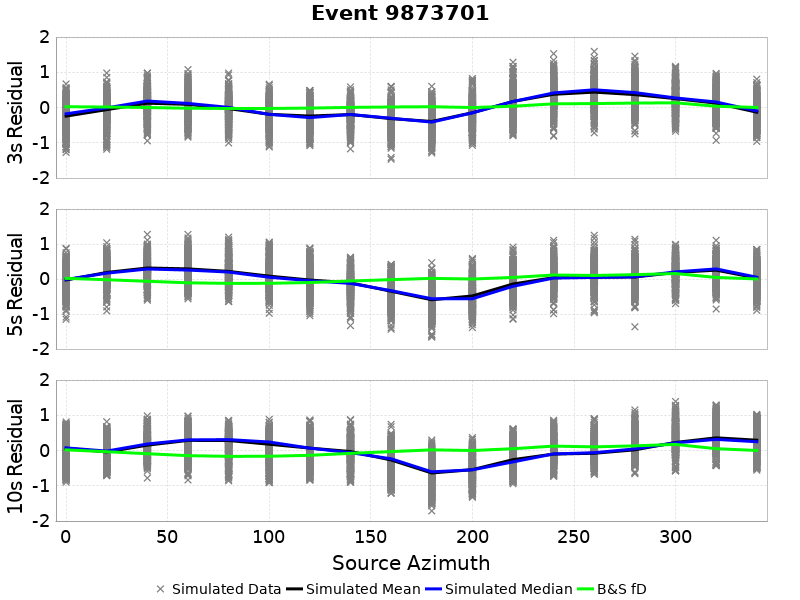 Event 9873701
2
1
0
-1
-2
3s Residual
2
1
0
-1
-2
5s Residual
2
1
0
-1
-2
10s Residual
0 50 100 150 200 250 300
Source Azimuth
Simulated Data Simulated Mean Simulated Median B&S fD